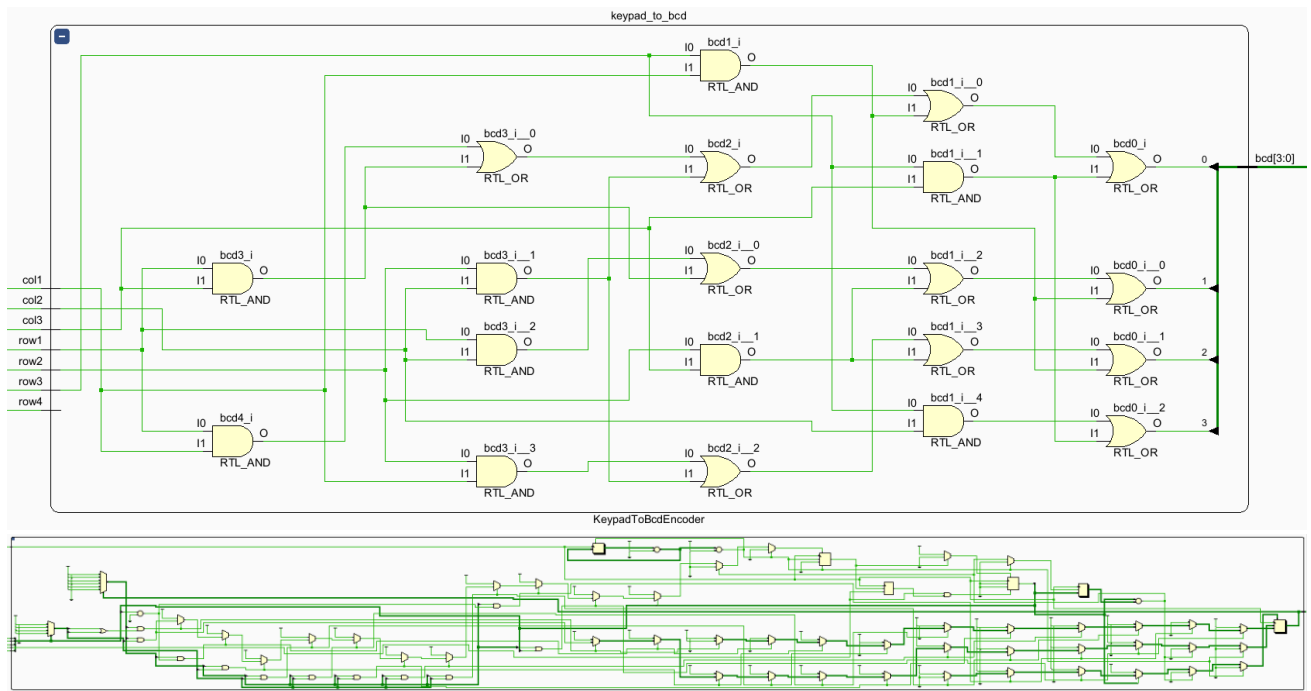 keypad_to_bcd
−
bcd1_i
I0
I1
O
RTL_AND
bcd1_i__0
I0
I1
O
RTL_OR
bcd3_i__0
I0
I1
O
RTL_OR
bcd2_i
I0
I1
O
RTL_OR
bcd1_i__1
I0
I1
O
RTL_AND
bcd0_i
I0
I1
O
RTL_OR
0
bcd[3:0]
bcd3_i
I0
I1
O
RTL_AND
bcd3_i__1
I0
I1
O
RTL_AND
bcd2_i__0
I0
I1
O
RTL_OR
bcd1_i__2
I0
I1
O
RTL_OR
bcd0_i__0
I0
I1
O
RTL_OR
1
col1
col2
col3
row1
row2
row3
row4
bcd3_i__2
I0
I1
O
RTL_AND
bcd2_i__1
I0
I1
O
RTL_AND
bcd1_i__3
I0
I1
O
RTL_OR
bcd0_i__1
I0
I1
O
RTL_OR
2
bcd4_i
I0
I1
O
RTL_AND
bcd3_i__3
I0
I1
O
RTL_AND
bcd2_i__2
I0
I1
O
RTL_OR
bcd1_i__4
I0
I1
O
RTL_AND
bcd0_i__2
I0
I1
O
RTL_OR
3
KeypadToBcdEncoder